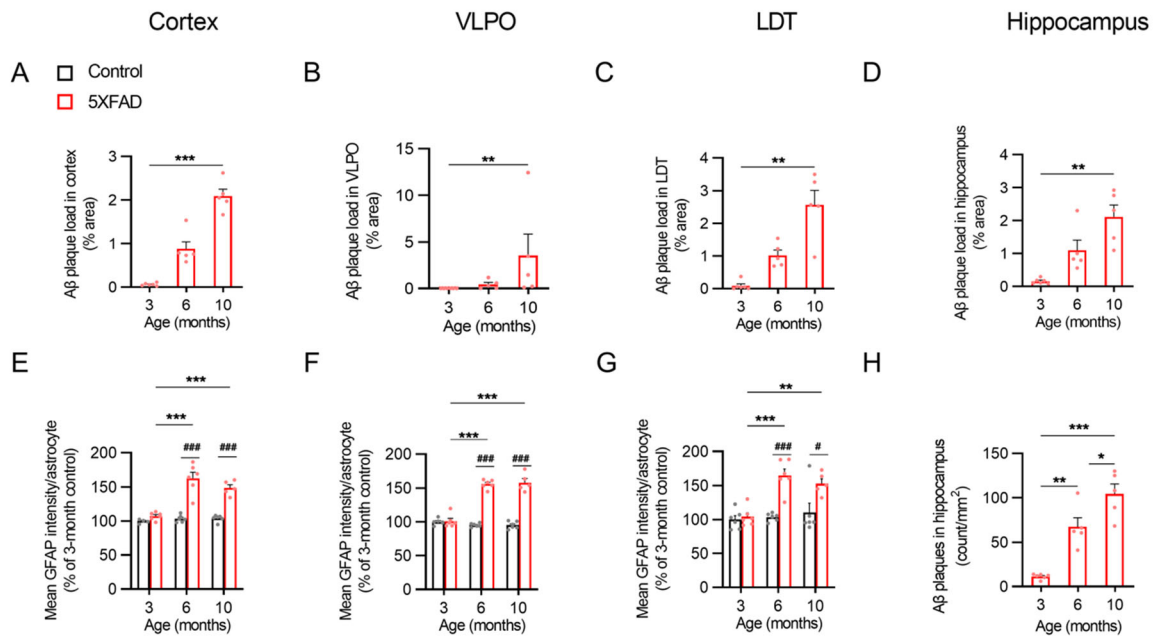 Cortex
VLPO
LDT
Hippocampus
A
Control
5XFAD
Aβ plaque load in cortex
(% area)
3
2
1
0
***
3 6 10
Age (months)
B
Aβ plaque load in VLPO
(% area)
15
10
5
0
**
3 6 10
Age (months)
C
Aβ plaque load in LDT
(% area)
4
3
2
1
0
**
3 6 10
Age (months)
D
Aβ plaque load in hippocampus
(% area)
4
3
2
1
0
**
3 6 10
Age (months)
E
Mean GFAP intensity/astrocyte
(% of 3-month control)
200
150
100
50
0
***
***
### ###
3 6 10
Age (months)
F
Mean GFAP intensity/astrocyte
(% of 3-month control)
200
150
100
50
0
***
***
### ###
3 6 10
Age (months)
G
Mean GFAP intensity/astrocyte
(% of 3-month control)
200
150
100
50
0
**
***
### #
3 6 10
Age (months)
H
Aβ plaques in hippocampus
(count/mm²)
150
100
50
0
***
*
**
3 6 10
Age (months)